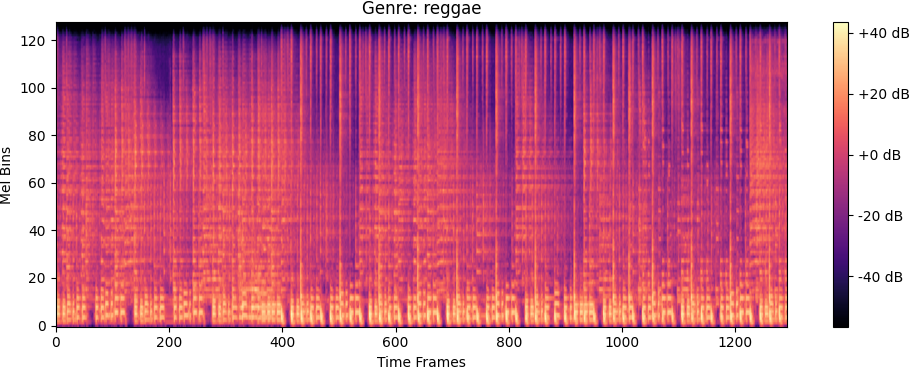 Genre: reggae
120
100
80
60
40
20
0
Mel Bins
0 200 400 600 800 1000 1200
Time Frames
+40 dB
+20 dB
+0 dB
-20 dB
-40 dB